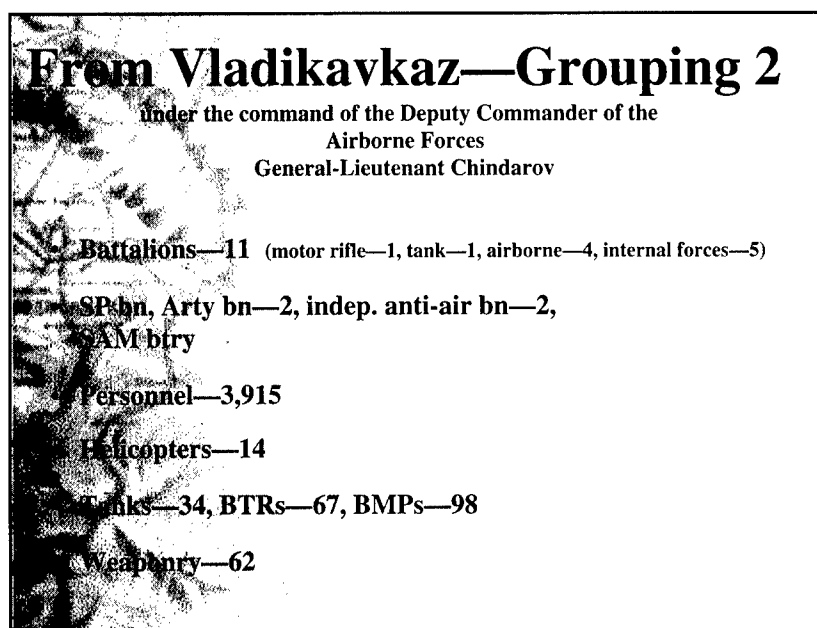 From Vladikavkaz—Grouping 2
under the command of the Deputy Commander of the
Airborne Forces
General-Lieutenant Chindarov
Battalions—11 (motor rifle—1, tank—1, airborne—4, internal forces—5)
SP bn, Arty bn—2, indep. anti-air bn—2,
SAM btry
Personnel—3,915
Helicopters—14
Tanks—34, BTRs—67, BMPs—98
Weaponry—62